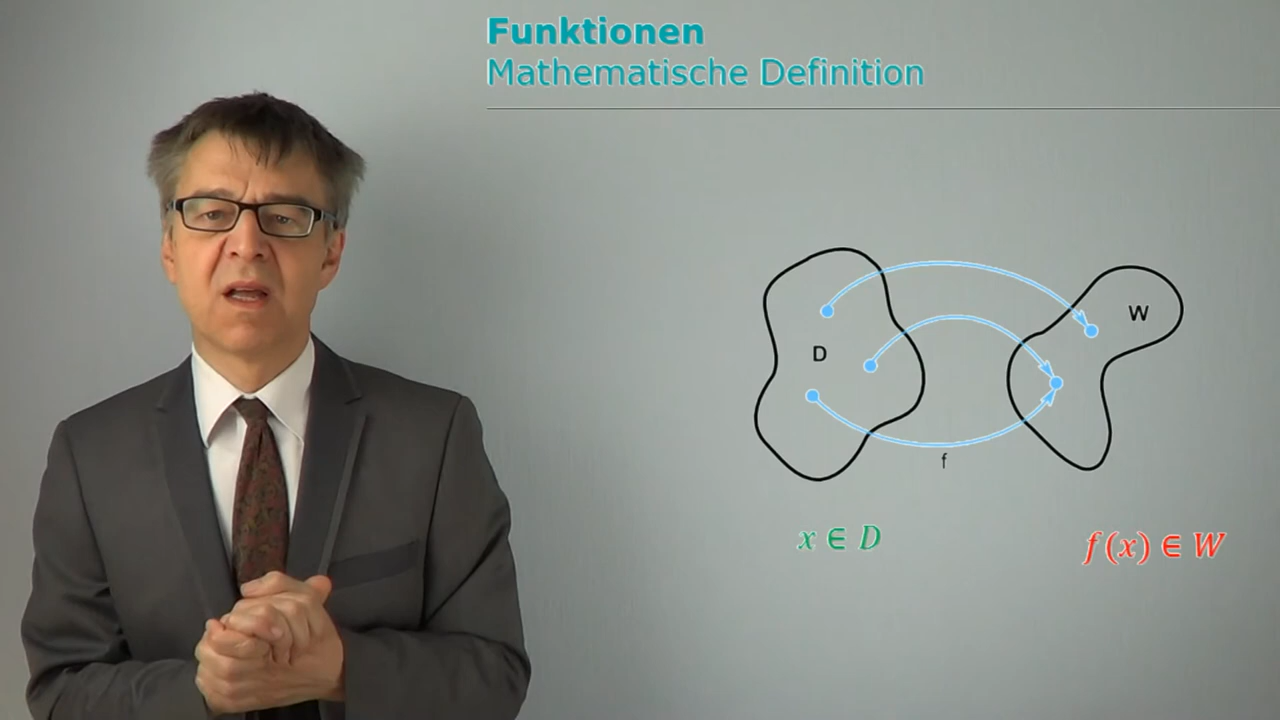 Funktionen
Mathematische Definition
W
D
f
x ∈ D
f(x) ∈ W